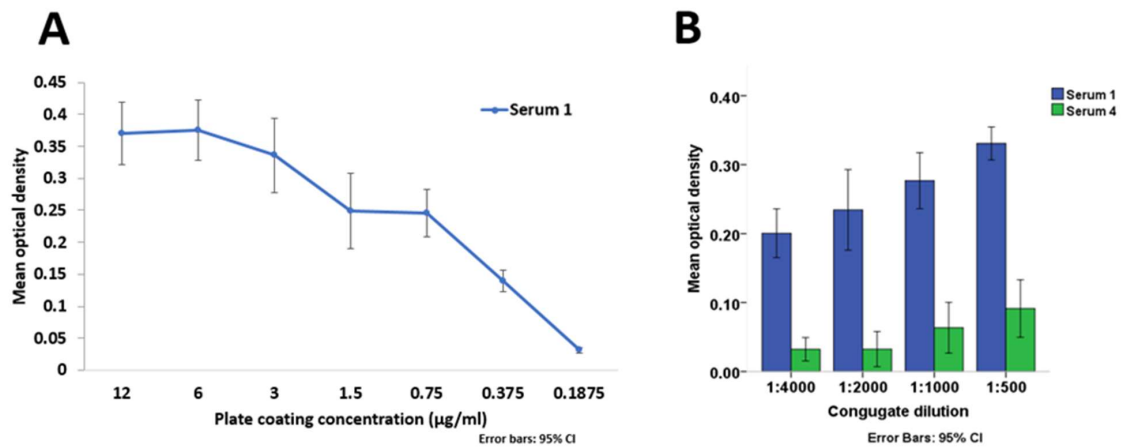 A
0.45
0.4
0.35
0.3
0.25
0.2
0.15
0.1
0.05
0
Mean optical density
Serum 1
12 6 3 1.5 0.75 0.375 0.1875
Plate coating concentration (µg/ml)
Error bars: 95% CI
B
Serum 1
Serum 4
0.40
0.30
0.20
0.10
0.00
Mean optical density
1:4000 1:2000 1:1000 1:500
Congugate dilution
Error Bars: 95% CI